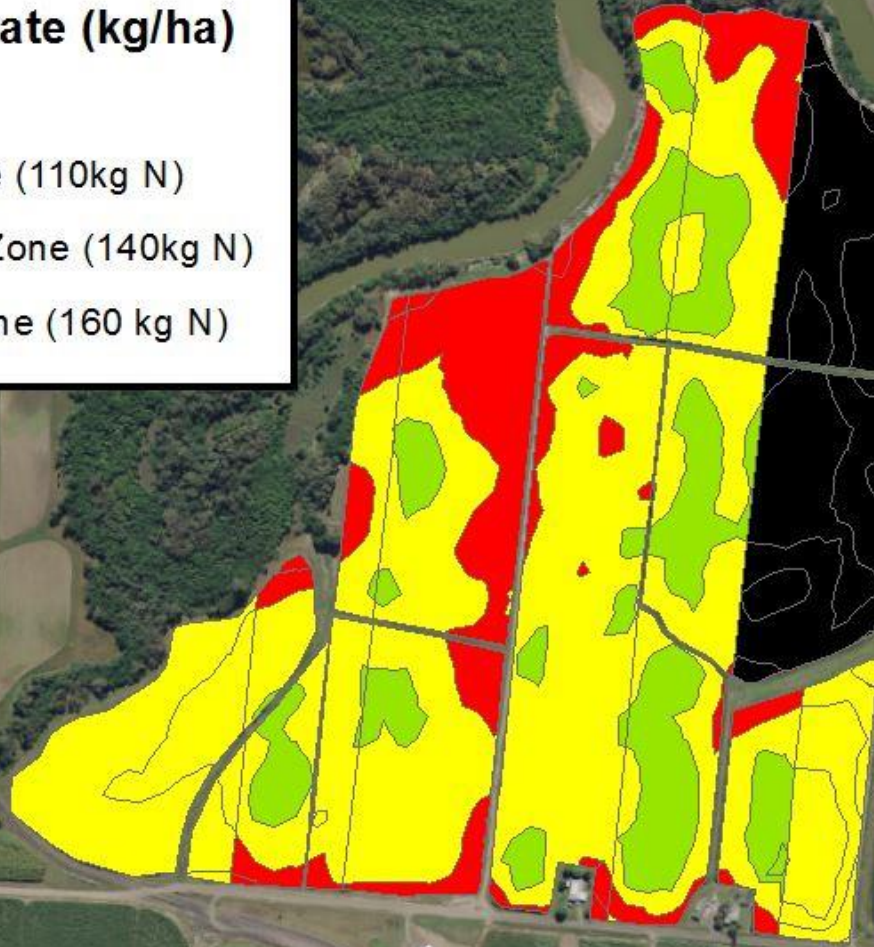 ate (kg/ha)
(110kg N)
Zone (140kg N)
ne (160 kg N)